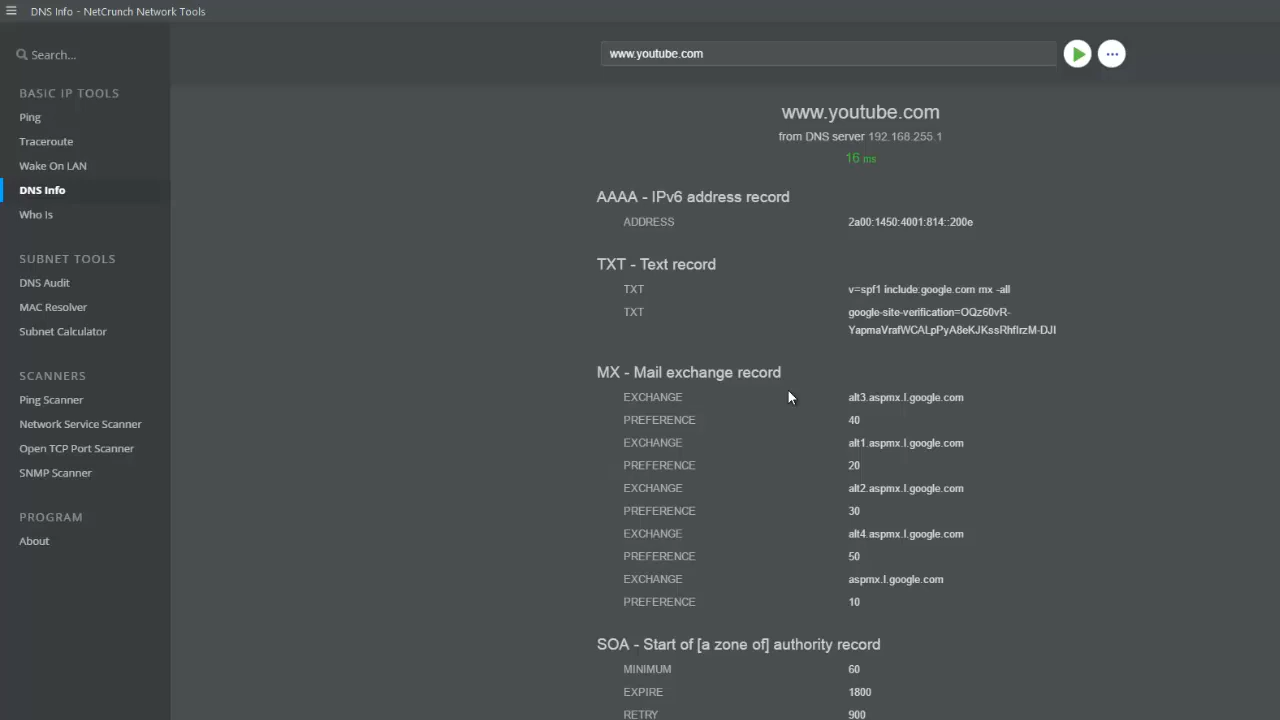 DNS Info - NetCrunch Network Tools
Search...
BASIC IP TOOLS
Ping
Traceroute
Wake On LAN
DNS Info
Who Is
SUBNET TOOLS
DNS Audit
MAC Resolver
Subnet Calculator
SCANNERS
Ping Scanner
Network Service Scanner
Open TCP Port Scanner
SNMP Scanner
PROGRAM
About
www.youtube.com
www.youtube.com
from DNS server 192.168.255.1
16 ms
AAAA - IPv6 address record
ADDRESS 2a00:1450:4001:814::200e
TXT - Text record
TXT v=spf1 include:google.com mx -all
TXT google-site-verification=OQz60vR-
YapmaVrafWCALpPyA8eKJKssRhfIrzM-DJI
MX - Mail exchange record
EXCHANGE alt3.aspmx.l.google.com
PREFERENCE 40
EXCHANGE alt1.aspmx.l.google.com
PREFERENCE 20
EXCHANGE alt2.aspmx.l.google.com
PREFERENCE 30
EXCHANGE alt4.aspmx.l.google.com
PREFERENCE 50
EXCHANGE aspmx.l.google.com
PREFERENCE 10
SOA - Start of [a zone of] authority record
MINIMUM 60
EXPIRE 1800
RETRY 900